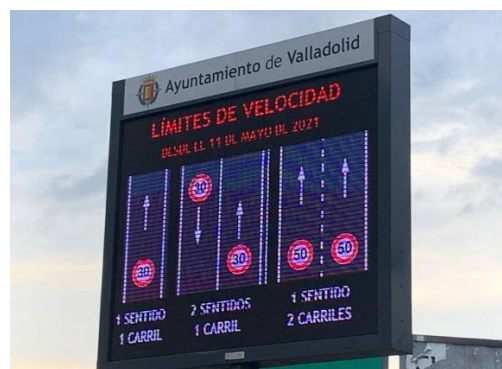 Ayuntamiento de Valladolid
LÍMITES DE VELOCIDAD
DESDE EL 11 DE MAYO DE 2021
30
30
30
50
50
1 SENTIDO
1 CARRIL
2 SENTIDOS
1 CARRIL
1 SENTIDO
2 CARRILES